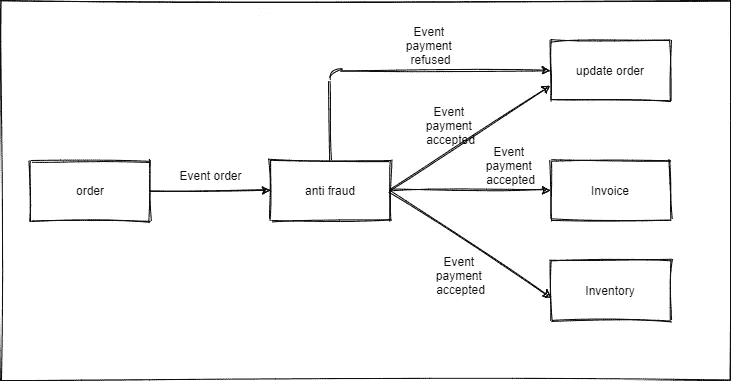 Event
payment
refused
update order
Event
payment
accepted
Event
payment
accepted
Event order
order
anti fraud
Invoice
Event
payment
accepted
Inventory